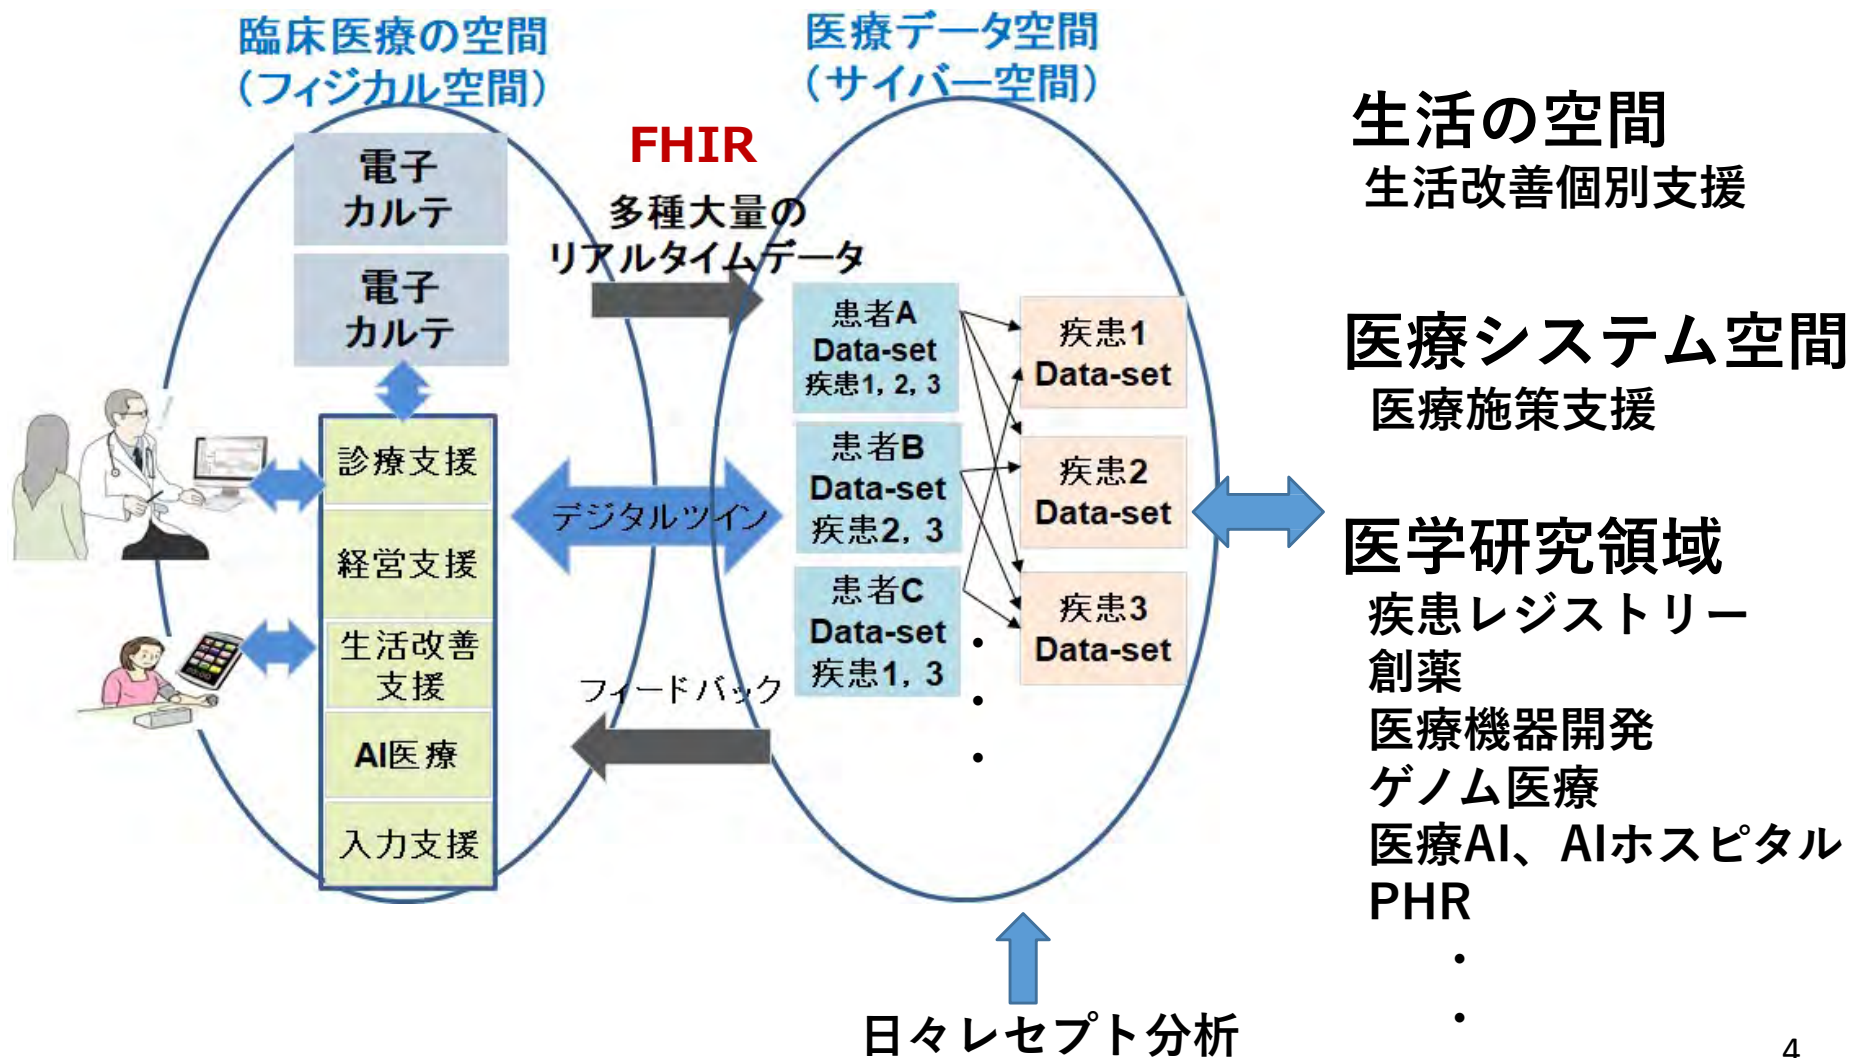 臨床医療の空間
（フィジカル空間）
医療データ空間
（サイバー空間）
FHIR
多種大量の
リアルタイムデータ
電子
カルテ
電子
カルテ
診療支援
経営支援
生活改善
支援
AI医療
入力支援
デジタルツイン
フィードバック
患者A
Data-set
疾患1, 2, 3
患者B
Data-set
疾患2, 3
患者C
Data-set
疾患1, 3
・
・
・
疾患1
Data-set
疾患2
Data-set
疾患3
Data-set
日々レセプト分析
生活の空間
生活改善個別支援
医療システム空間
医療施策支援
医学研究領域
疾患レジストリー
創薬
医療機器開発
ゲノム医療
医療AI、AIホスピタル
PHR
・
・
4